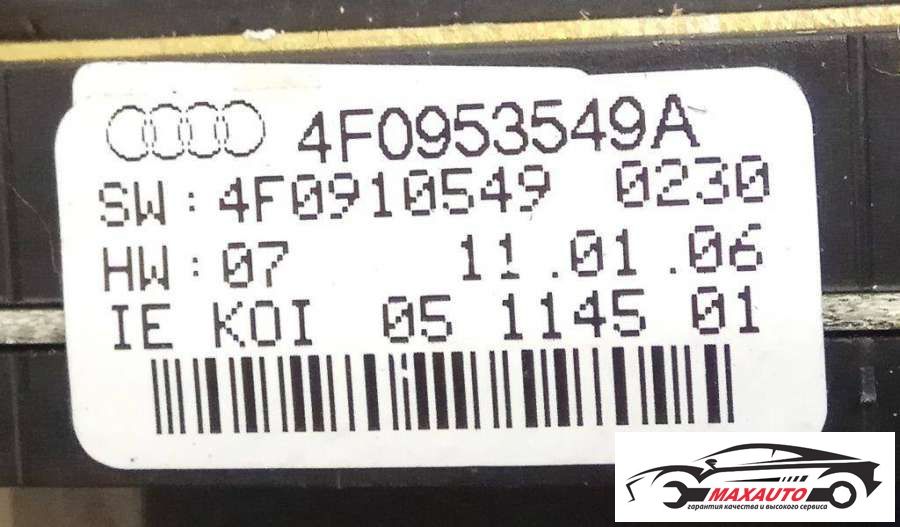 4F0953549A
SW:4F0910549 0230
HW:07 11.01.06
IE KOI 05 1145 01
MAXAUTO
гарантия качества и высокого сервиса